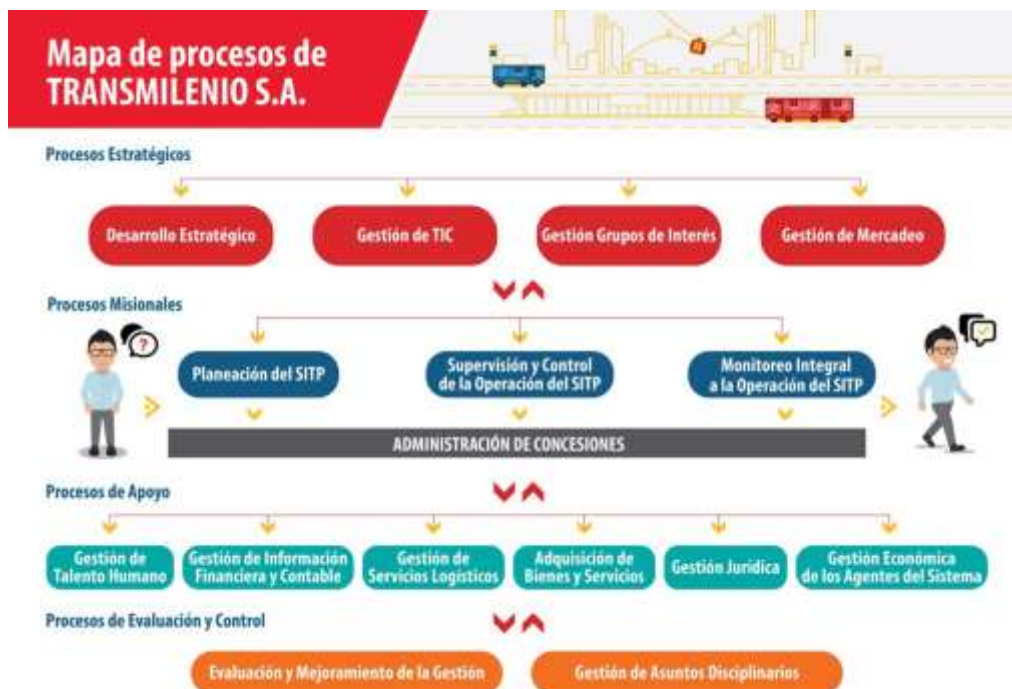 Mapa de procesos de
TRANSMILENIO S.A.
Procesos Estratégicos
Desarrollo Estratégico
Gestión de TIC
Gestión Grupos de Interés
Gestión de Mercadeo
Procesos Misionales
?
Planeación del SITP
Supervisión y Control
de la Operación del SITP
Monitoreo Integral
a la Operación del SITP
ADMINISTRACIÓN DE CONCESIONES
Procesos de Apoyo
Gestión de
Talento Humano
Gestión de Información
Financiera y Contable
Gestión de
Servicios Logísticos
Adquisición de
Bienes y Servicios
Gestión Jurídica
Gestión Económica
de los Agentes del Sistema
Procesos de Evaluación y Control
Evaluación y Mejoramiento de la Gestión
Gestión de Asuntos Disciplinarios